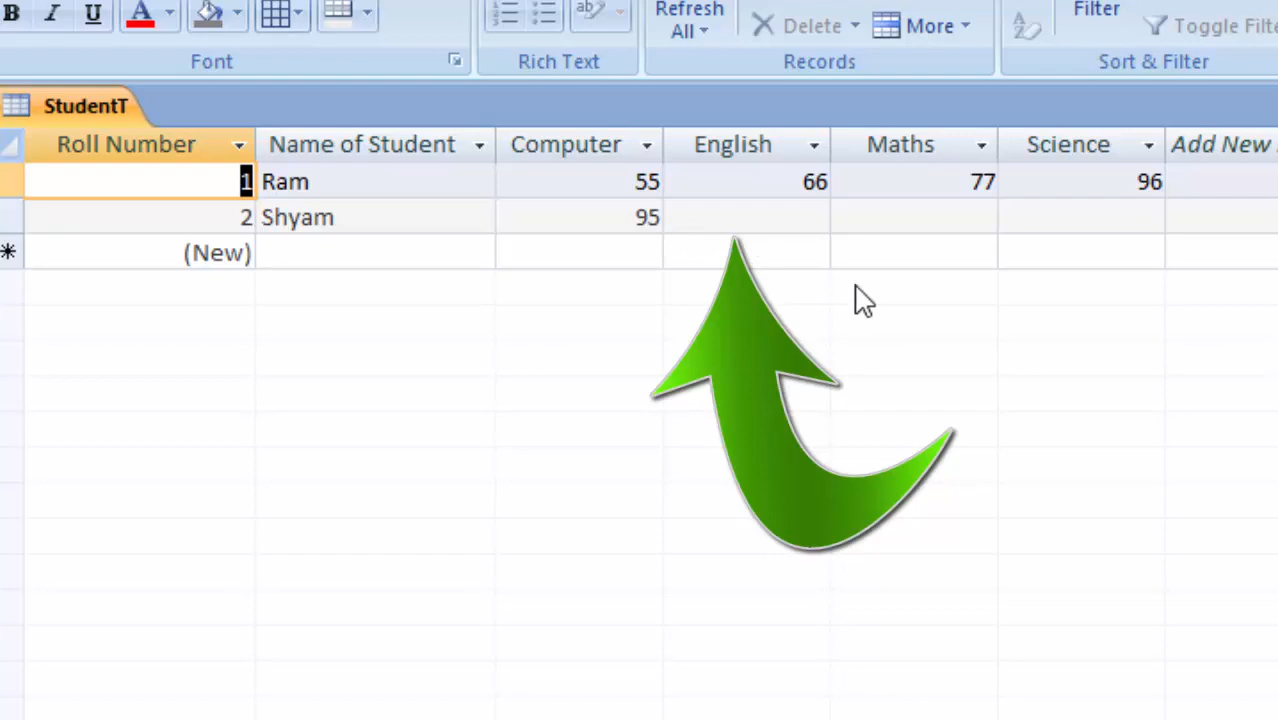 B I U A
Refresh
All
Delete
More
Filter
Toggle Filte
Font
Rich Text
Records
Sort & Filter
StudentT
Roll Number Name of Student Computer English Maths Science Add New
1 Ram 55 66 77 96
2 Shyam 95
* (New)